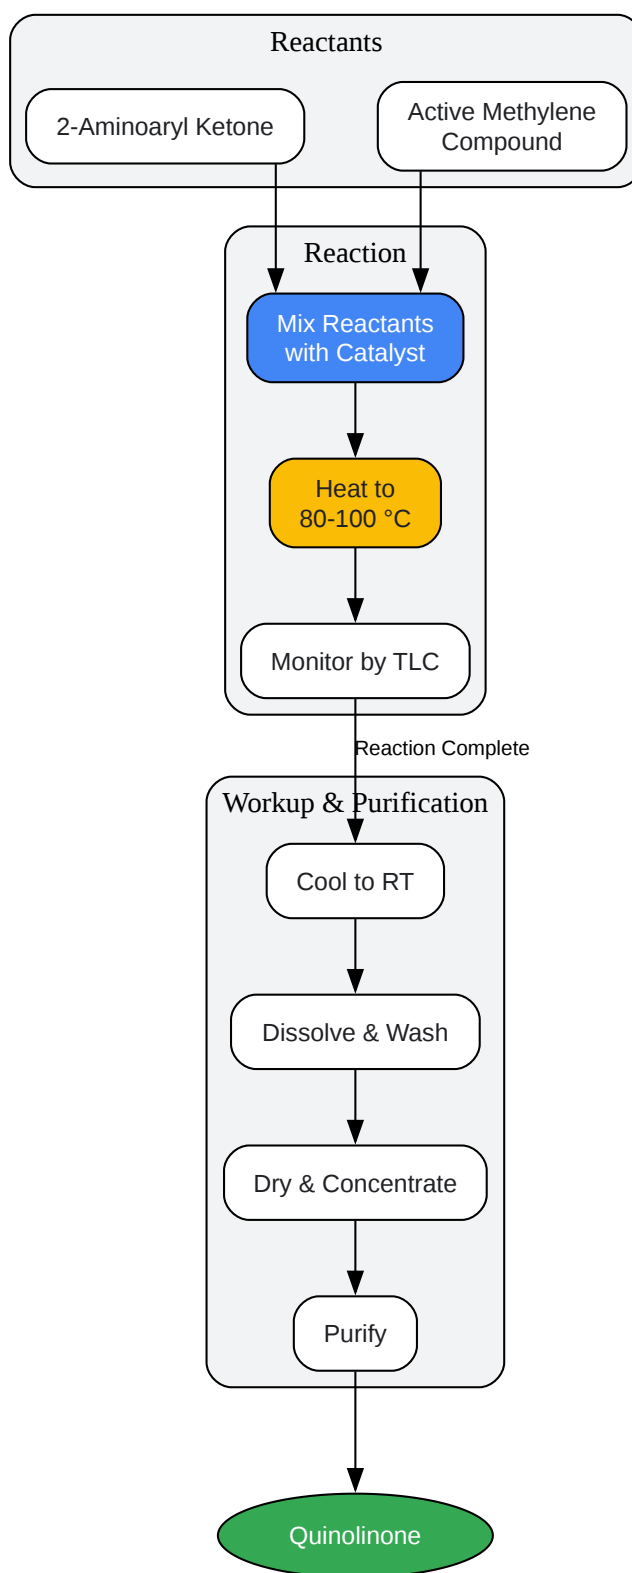 Reactants
2-Aminoaryl Ketone
Active Methylene
Compound
Reaction
Mix Reactants
with Catalyst
Heat to
80-100 °C
Monitor by TLC
Reaction Complete
Workup & Purification
Cool to RT
Dissolve & Wash
Dry & Concentrate
Purify
Quinolinone